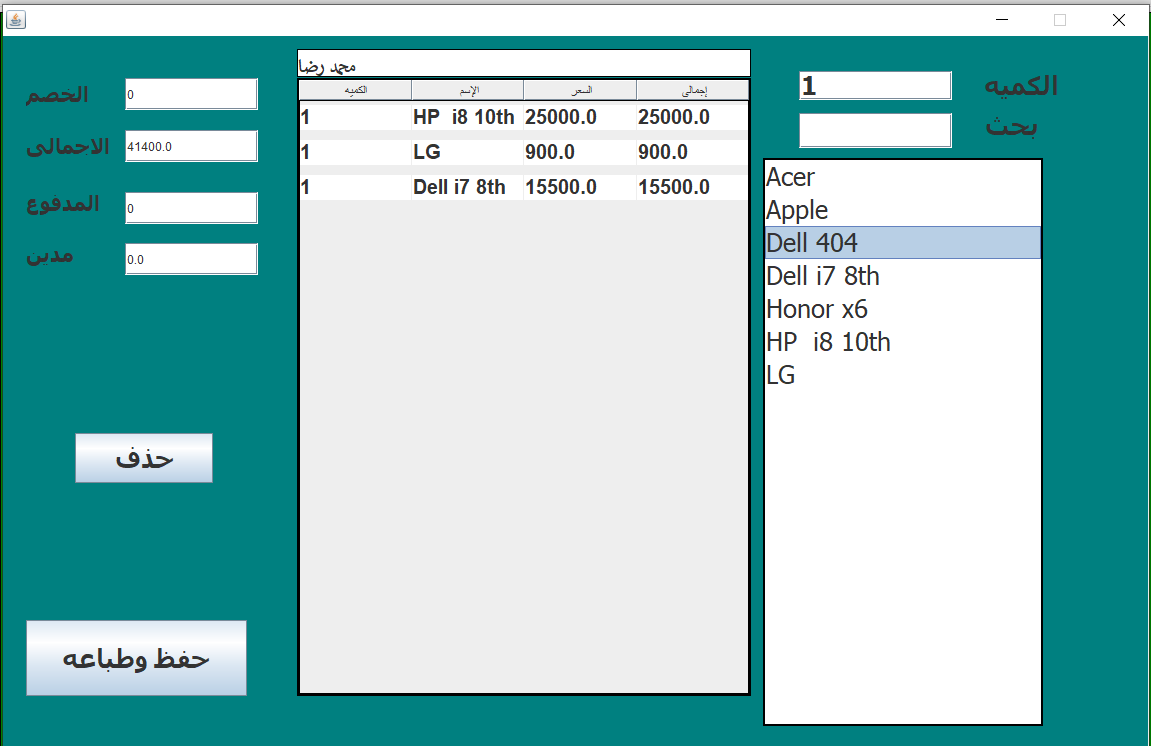 محمد رضا
الكميه الإسم السعر إجمالى
1 HP i8 10th 25000.0 25000.0
1 LG 900.0 900.0
1 Dell i7 8th 15500.0 15500.0
الخصم 0
الاجمالى 41400.0
المدفوع 0
مدين 0.0
حذف
حفظ وطباعه
الكميه 1
بحث
Acer
Apple
Dell 404
Dell i7 8th
Honor x6
HP i8 10th
LG